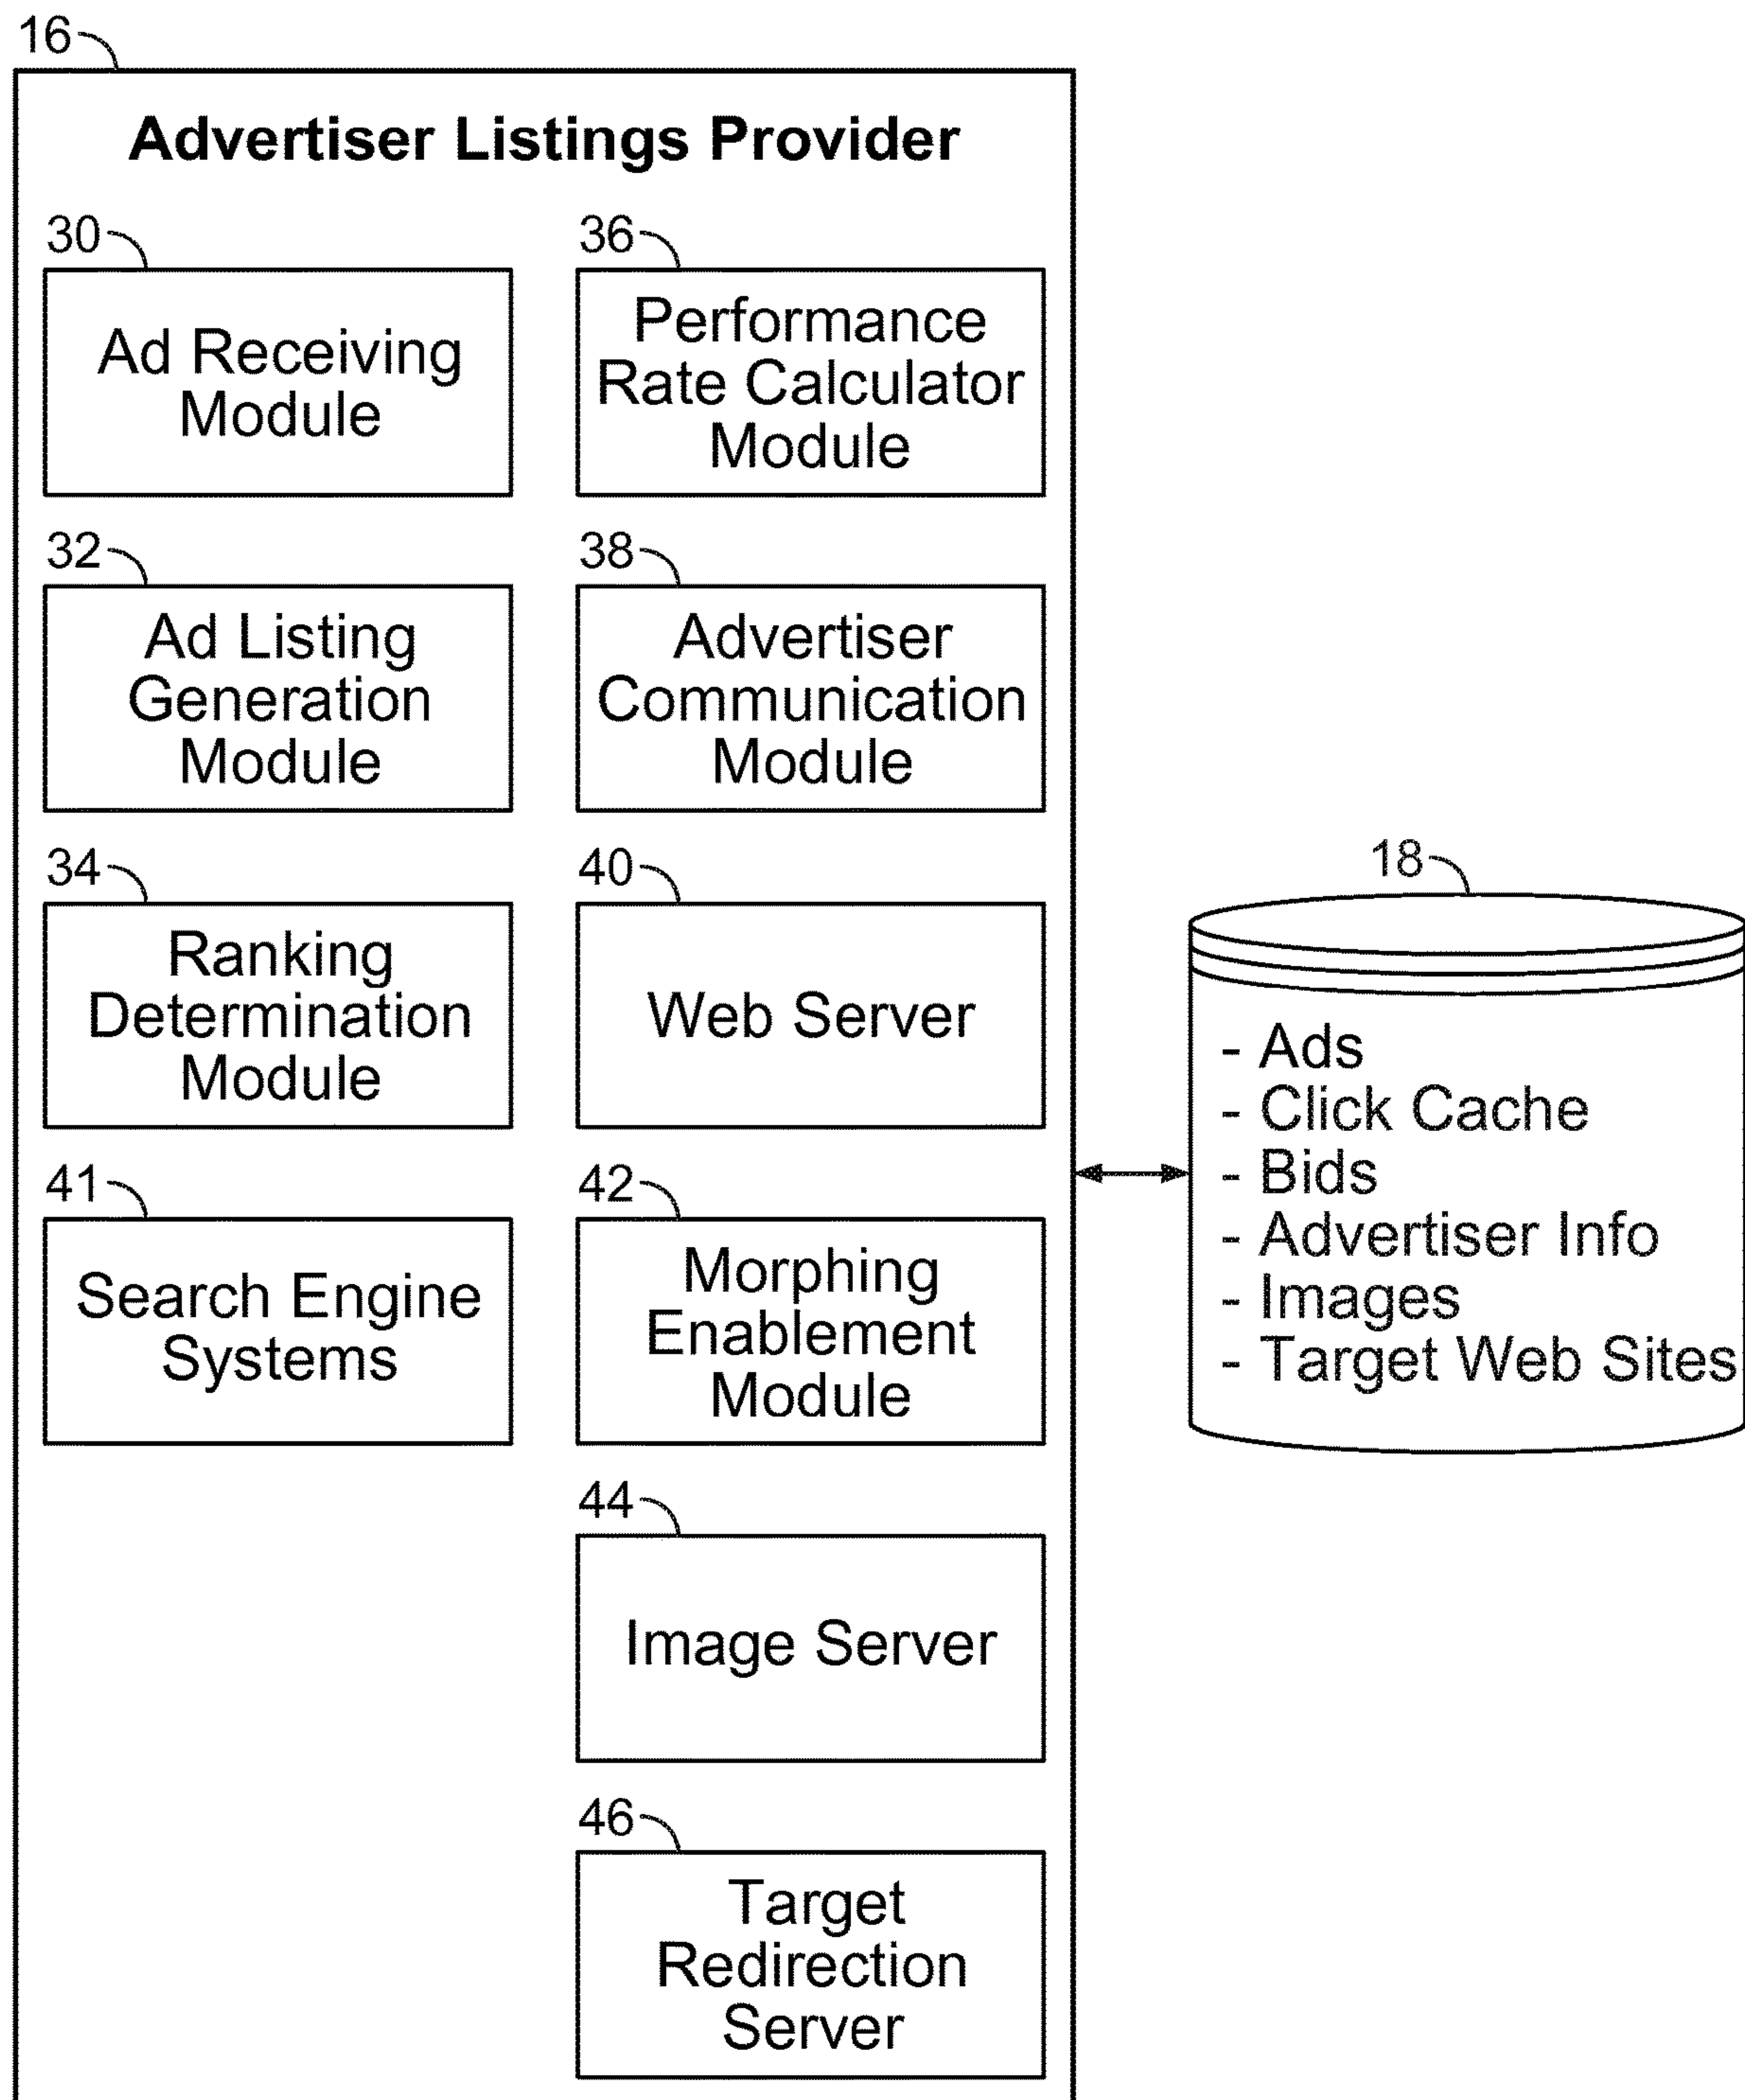 16
Advertiser Listings Provider
30
Ad Receiving
Module
36
Performance
Rate Calculator
Module
32
Ad Listing
Generation
Module
38
Advertiser
Communication
Module
34
Ranking
Determination
Module
40
Web Server
18
- Ads
- Click Cache
- Bids
- Advertiser Info
- Images
- Target Web Sites
41
Search Engine
Systems
42
Morphing
Enablement
Module
44
Image Server
46
Target
Redirection
Server